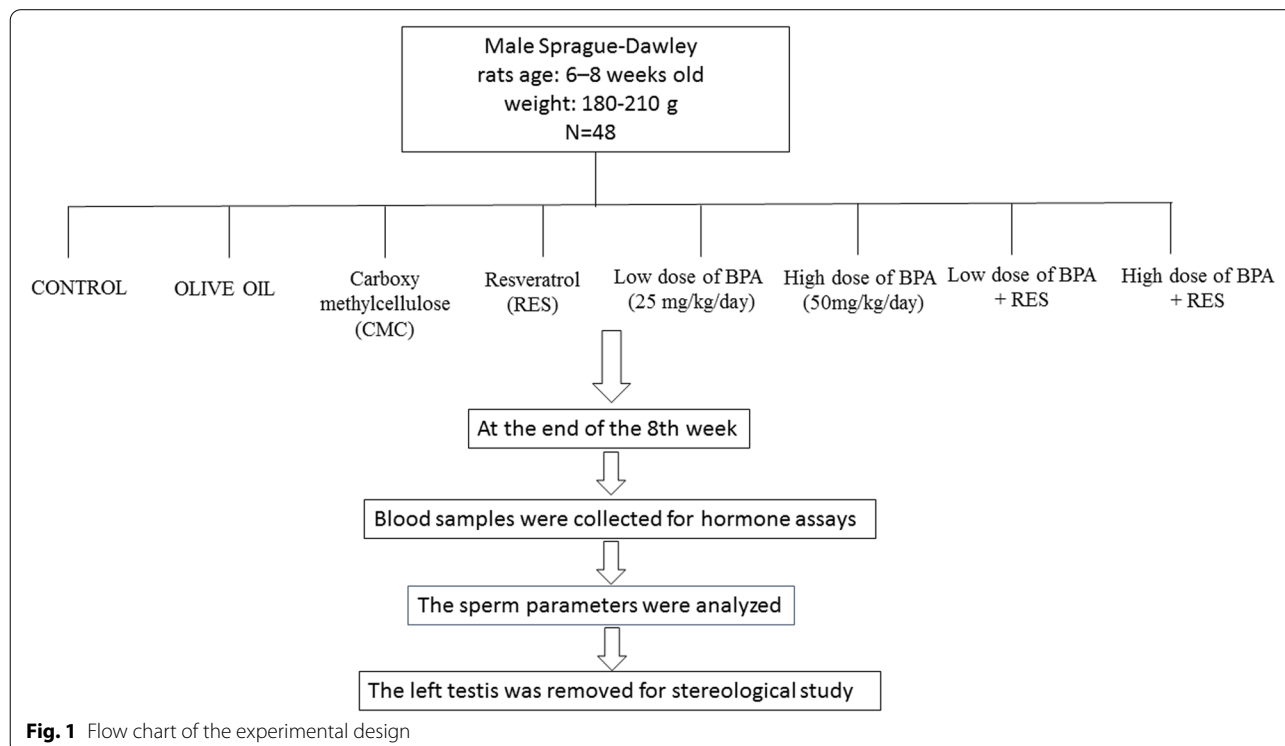 Male Sprague-Dawley
rats age: 6–8 weeks old
weight: 180-210 g
N=48
CONTROL
OLIVE OIL
Carboxy
methylcellulose
(CMC)
Resveratrol
(RES)
Low dose of BPA
(25 mg/kg/day)
High dose of BPA
(50mg/kg/day)
Low dose of BPA
+ RES
High dose of BPA
+ RES
At the end of the 8th week
Blood samples were collected for hormone assays
The sperm parameters were analyzed
The left testis was removed for stereological study
Fig. 1 Flow chart of the experimental design